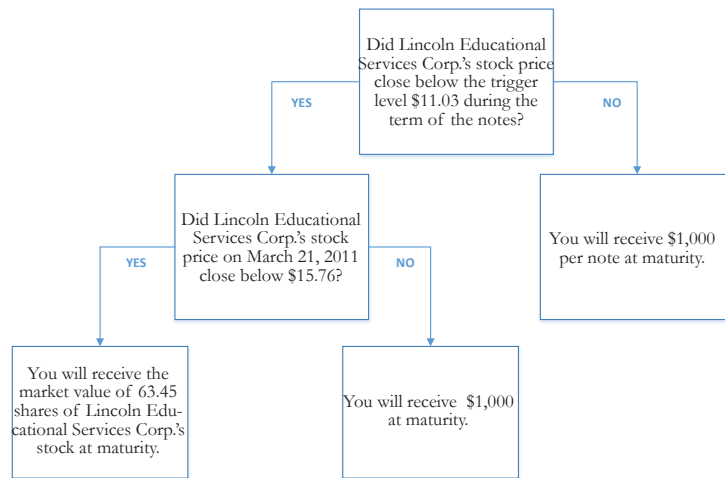 Did Lincoln Educational
Services Corp.'s stock price
close below the trigger
level $11.03 during the
term of the notes?
YES
NO
Did Lincoln Educational
Services Corp.'s stock
price on March 21, 2011
close below $15.76?
You will receive $1,000
per note at maturity.
YES
NO
You will receive the
market value of 63.45
shares of Lincoln Edu-
cational Services Corp.'s
stock at maturity.
You will receive $1,000
at maturity.